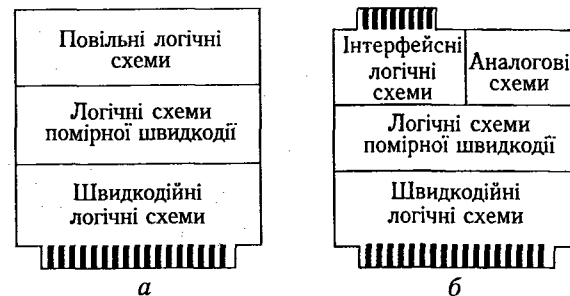 Повільні логічні
схеми
Логічні схеми
помірної швидкодії
Швидкодійні
логічні схеми
а
Інтерфейсні
логічні
схеми
Аналогові
схеми
Логічні схеми
помірної швидкодії
Швидкодійні
логічні схеми
б